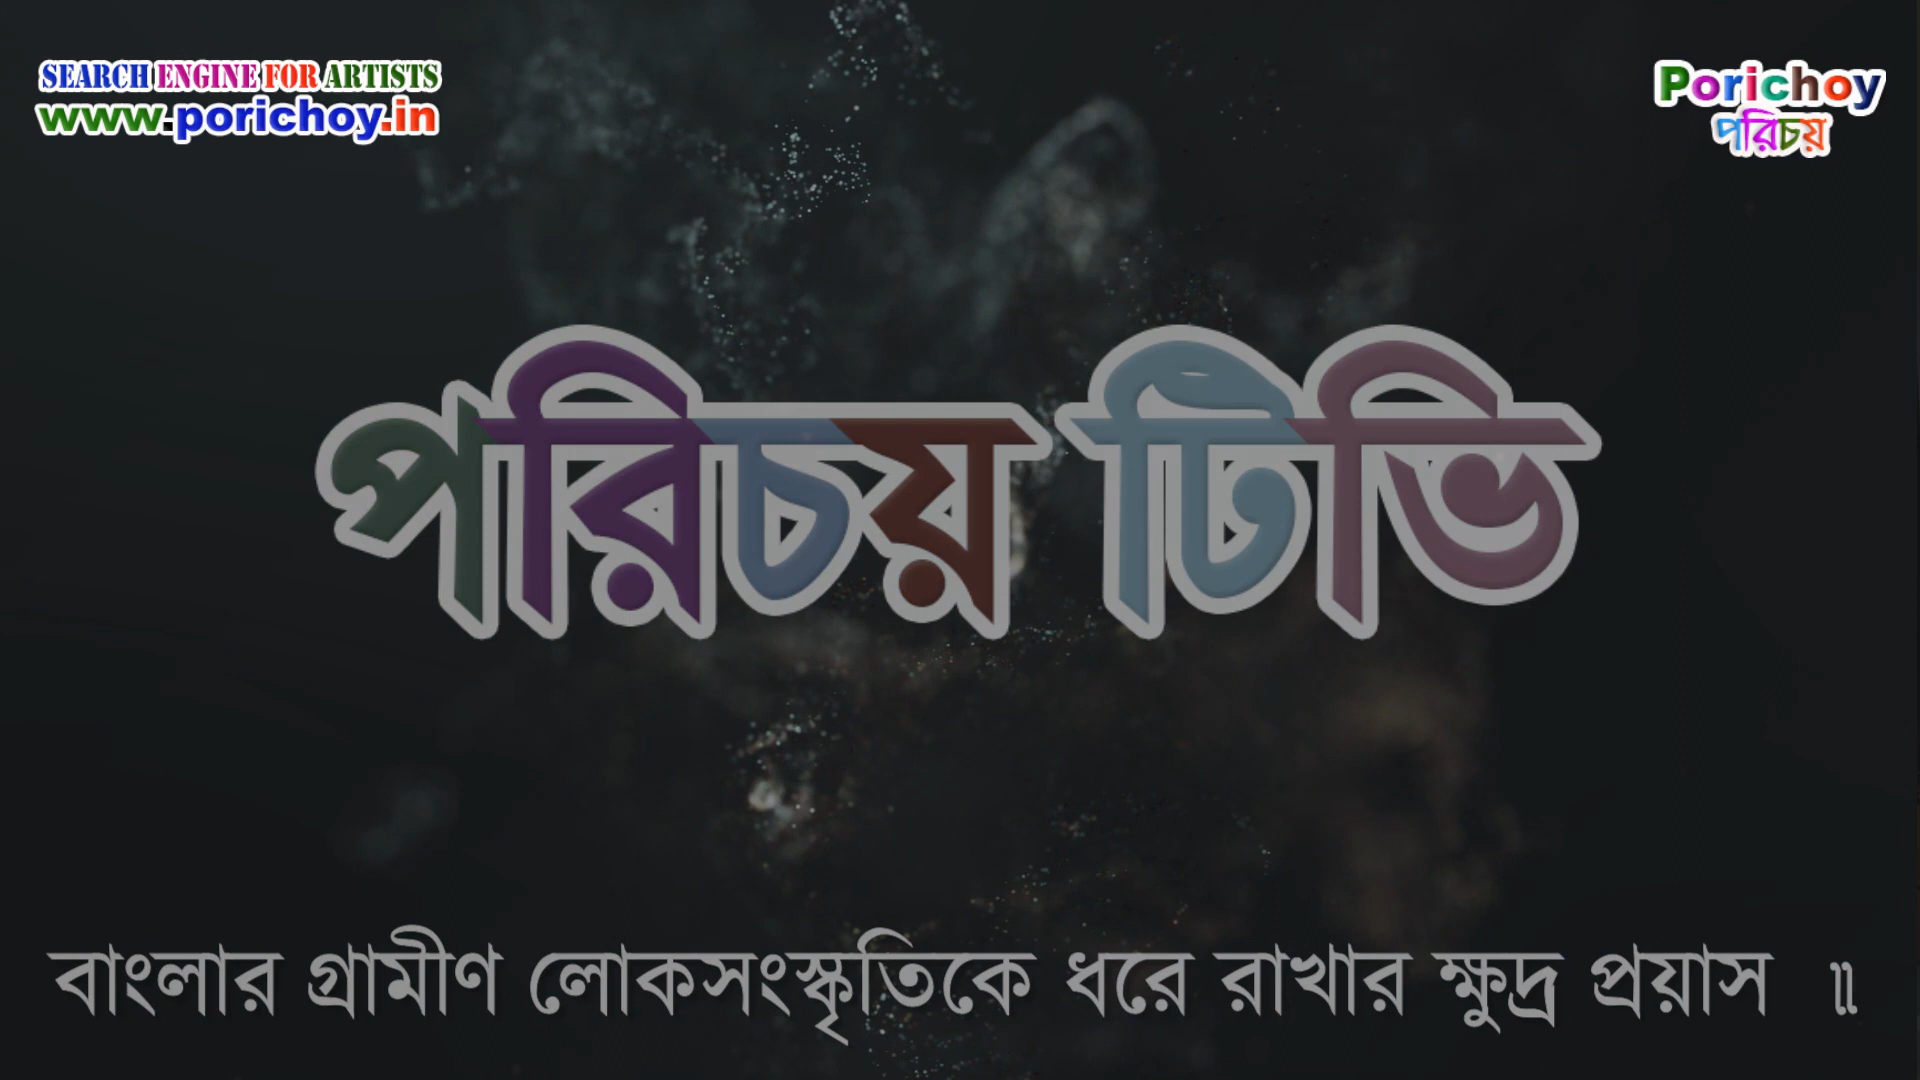 SEARCH ENGINE FOR ARTISTS
www.porichoy.in
Porichoy
পরিচয়
পরিচয় টিভি
বাংলার গ্রামীণ লোকসংস্কৃতিকে ধরে রাখার ক্ষুদ্র প্রয়াস ॥